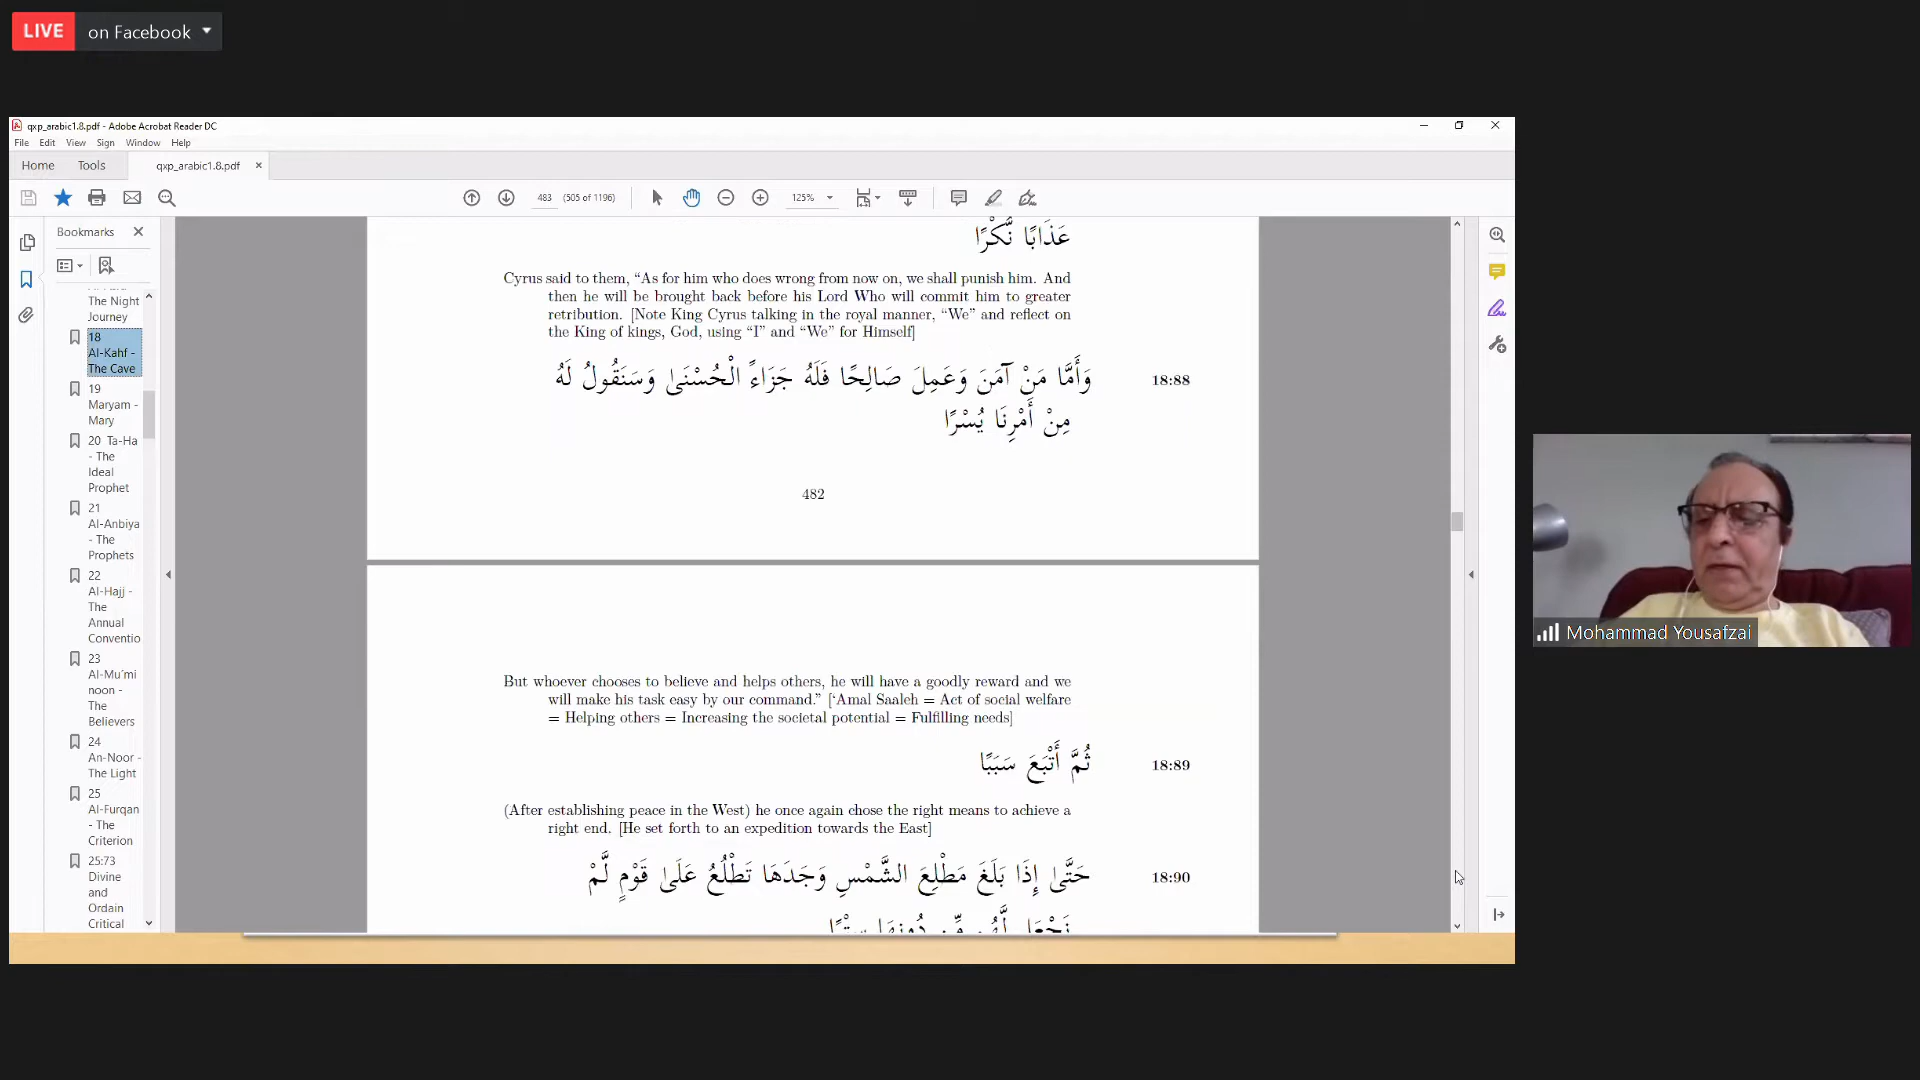 LIVE on Facebook
qxp_arabic1.8.pdf - Adobe Acrobat Reader DC
File Edit View Sign Window Help
Home Tools qxp_arabic1.8.pdf
483 (505 of 1196) 125%
Bookmarks
The Night
Journey
18
Al-Kahf -
The Cave
19
Maryam -
Mary
20 Ta-Ha
- The
Ideal
Prophet
21
Al-Anbiya
- The
Prophets
22
Al-Hajj -
The
Annual
Conventio
23
Al-Mu'mi
noon -
The
Believers
24
An-Noor -
The Light
25
Al-Furqan
- The
Criterion
25:73
Divine
and
Ordain
Critical
عَذَابًا نُّكْرًا
Cyrus said to them, “As for him who does wrong from now on, we shall punish him. And
then he will be brought back before his Lord Who will commit him to greater
retribution. [Note King Cyrus talking in the royal manner, “We” and reflect on
the King of kings, God, using “I” and “We” for Himself]
18:88 وَأَمَّا مَنْ آمَنَ وَعَمِلَ صَالِحًا فَلَهُ جَزَاءً الْحُسْنَىٰ وَسَنَقُولُ لَهُ
مِنْ أَمْرِنَا يُسْرًا
482
But whoever chooses to believe and helps others, he will have a goodly reward and we
will make his task easy by our command.” [‘Amal Saaleh = Act of social welfare
= Helping others = Increasing the societal potential = Fulfilling needs]
18:89 ثُمَّ أَتْبَعَ سَبَبًا
(After establishing peace in the West) he once again chose the right means to achieve a
right end. [He set forth to an expedition towards the East]
18:90 حَتَّىٰ إِذَا بَلَغَ مَطْلِعَ الشَّمْسِ وَجَدَهَا تَطْلُعُ عَلَىٰ قَوْمٍ لَّمْ
نَجْعَل لَّهُم مِّن دُونِهَا سِتْرًا
Mohammad Yousafzai